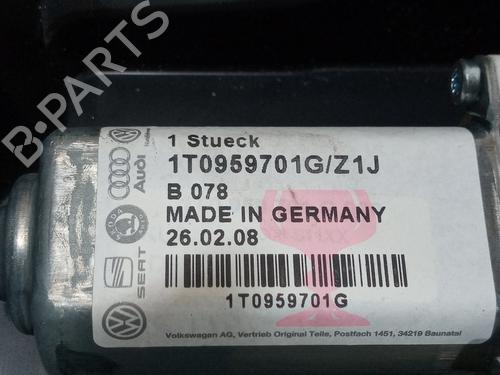 B-PARTS
1 Stueck
1T0959701G/Z1J
B 078
MADE IN GERMANY
26.02.08
1T0959701G
Volkswagen AG, Vertrieb Original Teile, Postfach 1451, 34219 Baunatal
Audi
SEAT